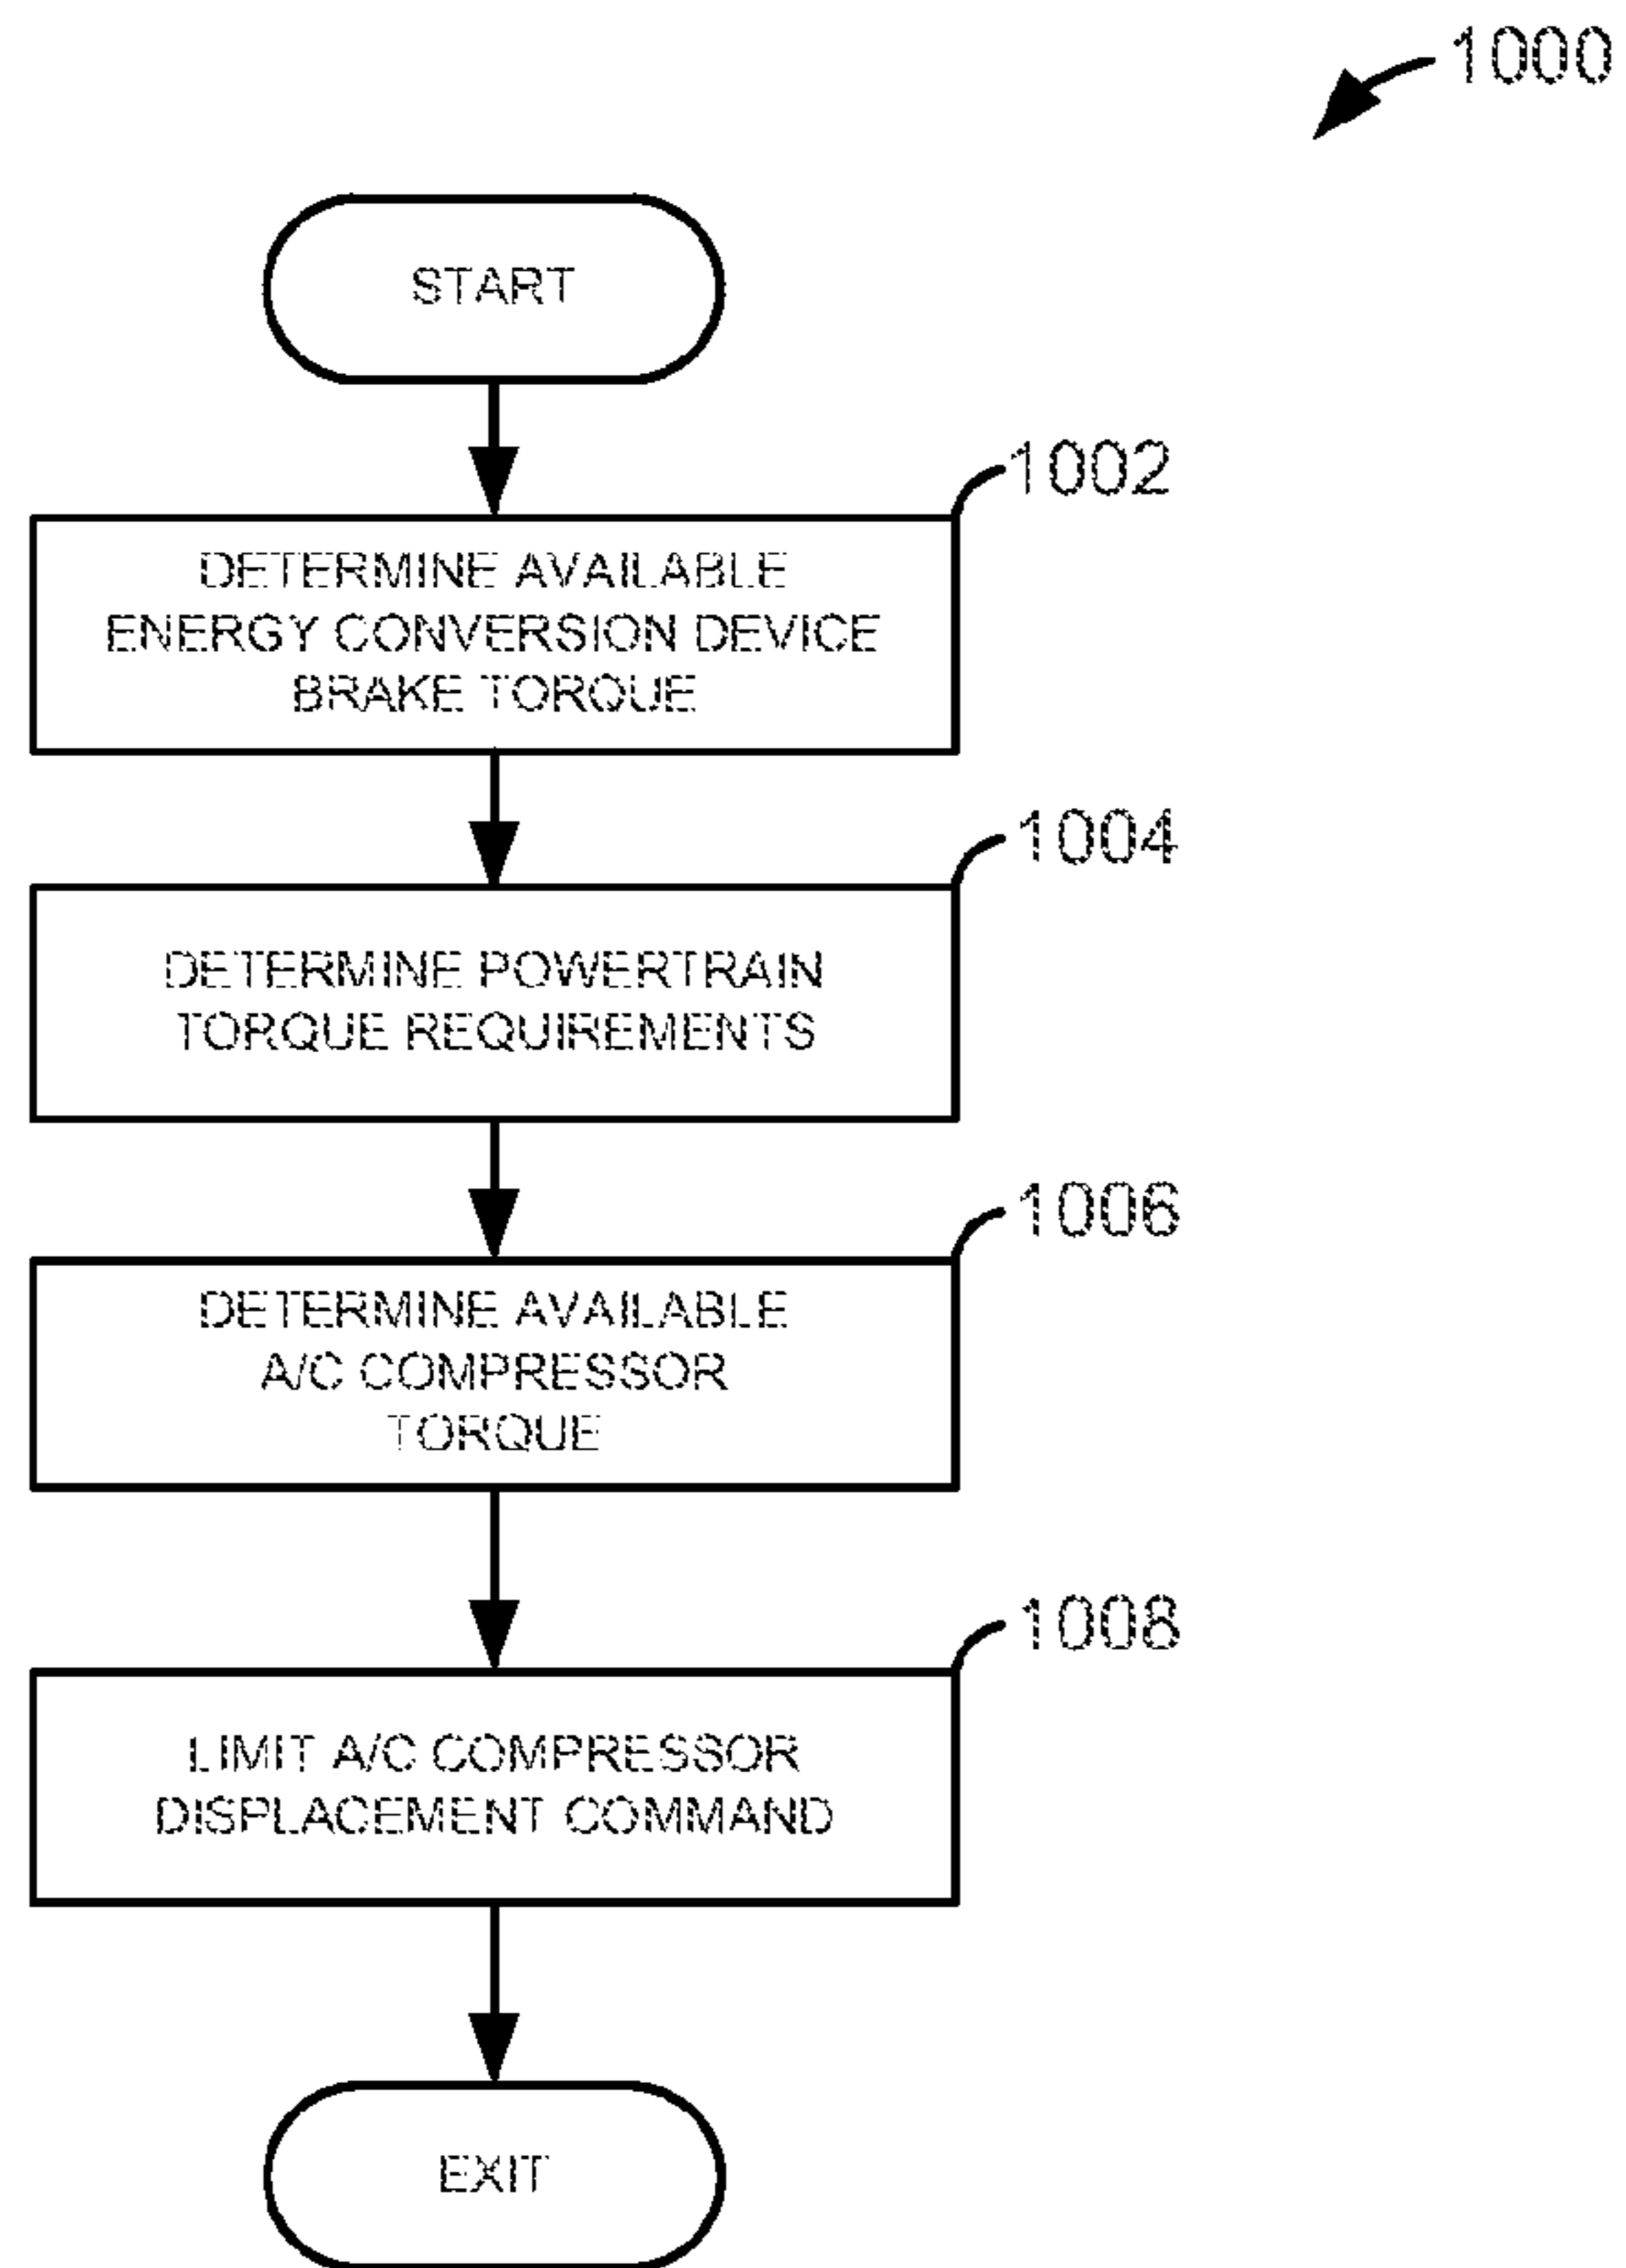 1000
START
1002
DETERMINE AVAILABLE
ENERGY CONVERSION DEVICE
BRAKE TORQUE
1004
DETERMINE POWERTRAIN
TORQUE REQUIREMENTS
1006
DETERMINE AVAILABLE
A/C COMPRESSOR
TORQUE
1008
LIMIT A/C COMPRESSOR
DISPLACEMENT COMMAND
EXIT